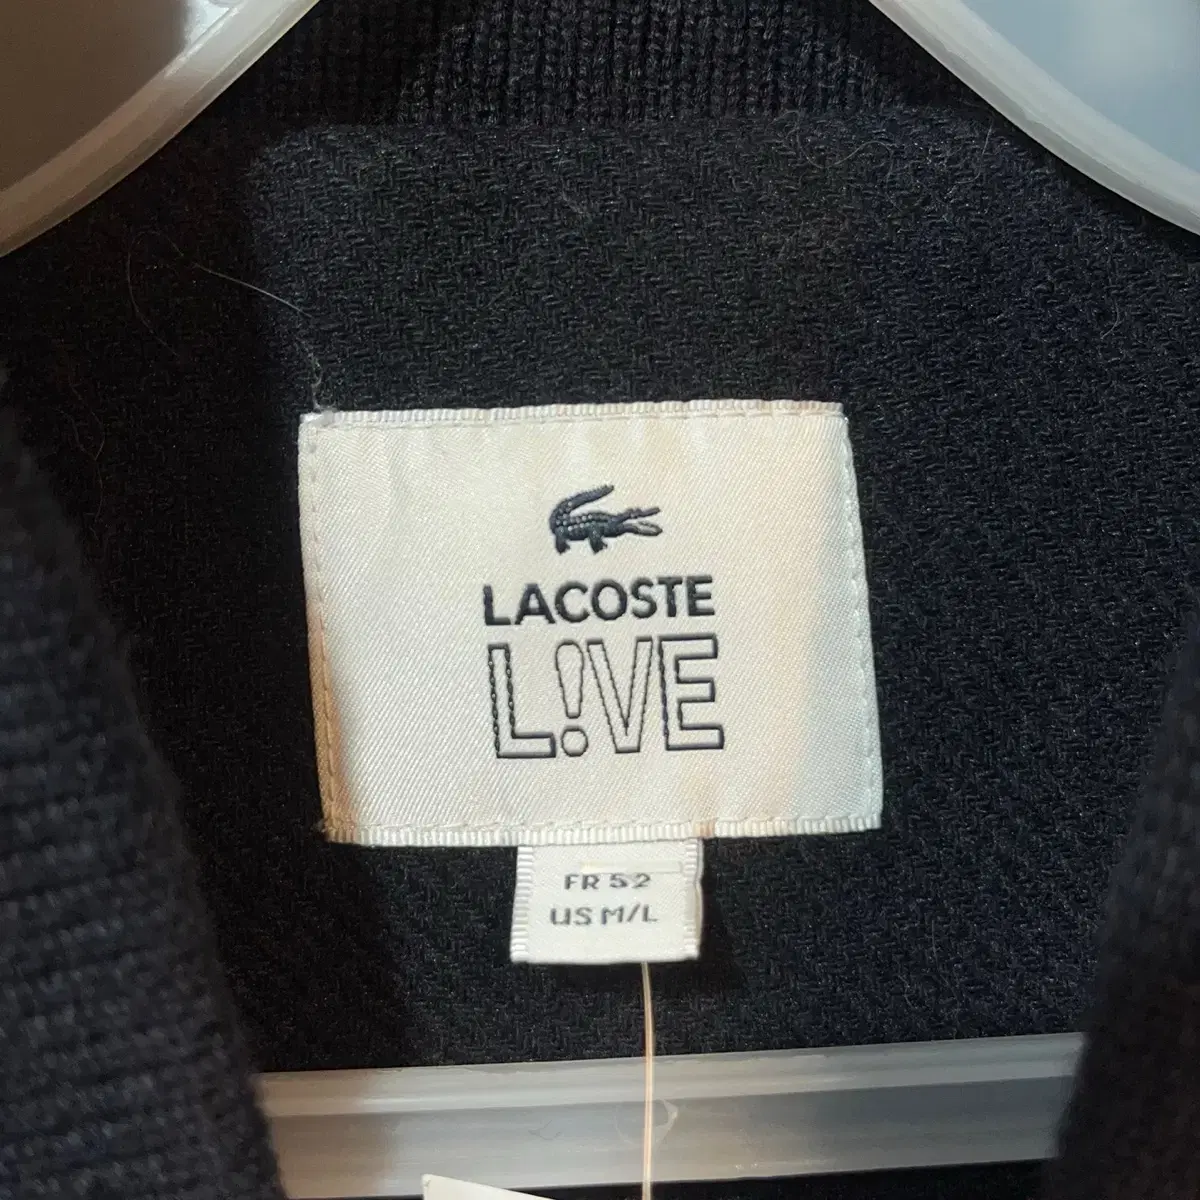 LACOSTE
L!VE
FR 52
US M/L